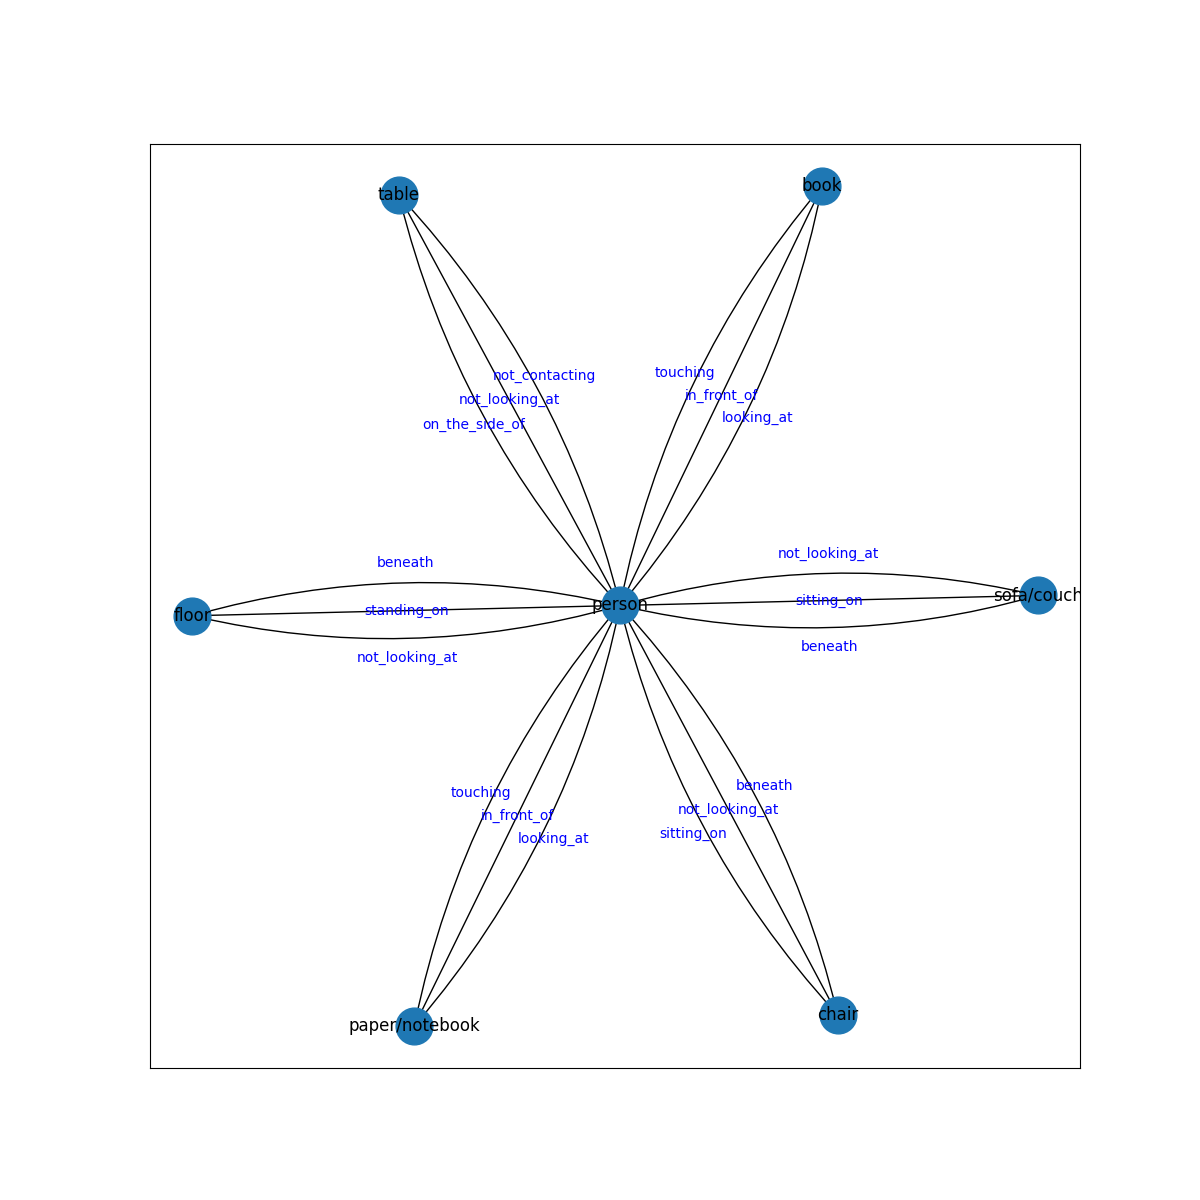 table
book
touching
not_contacting
in_front_of
not_looking_at
looking_at
on_the_side_of
not_looking_at
beneath
sofa/couch
sitting_on
person
standing_on
floor
beneath
not_looking_at
beneath
touching
not_looking_at
in_front_of
sitting_on
looking_at
chair
paper/notebook